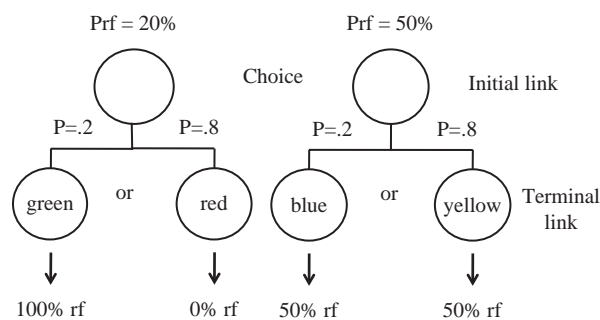 Prf = 20% Prf = 50%
Choice Initial link
P=.2 P=.8 P=.2 P=.8
green or red blue or yellow Terminal
link
100% rf 0% rf 50% rf 50% rf